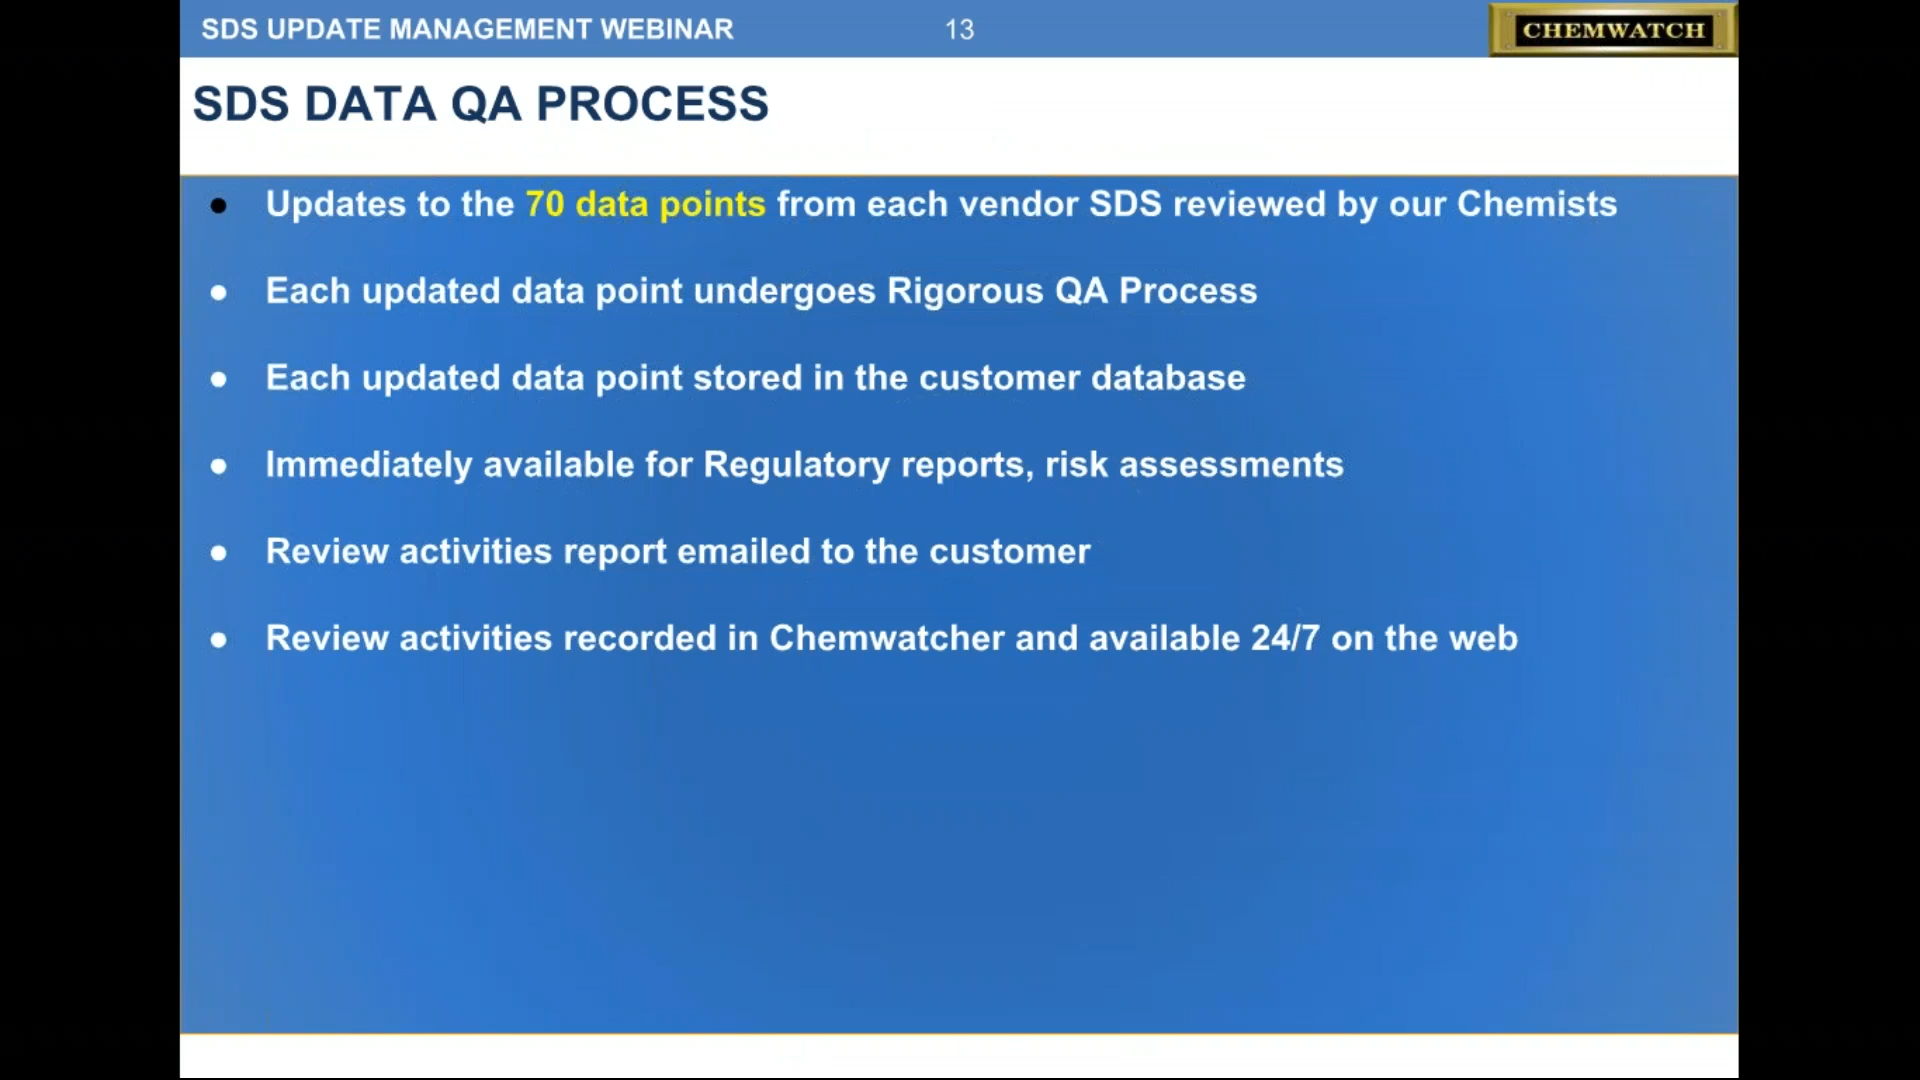 SDS UPDATE MANAGEMENT WEBINAR
13
CHEMWATCH
SDS DATA QA PROCESS
● Updates to the 70 data points from each vendor SDS reviewed by our Chemists
● Each updated data point undergoes Rigorous QA Process
● Each updated data point stored in the customer database
● Immediately available for Regulatory reports, risk assessments
● Review activities report emailed to the customer
● Review activities recorded in Chemwatcher and available 24/7 on the web